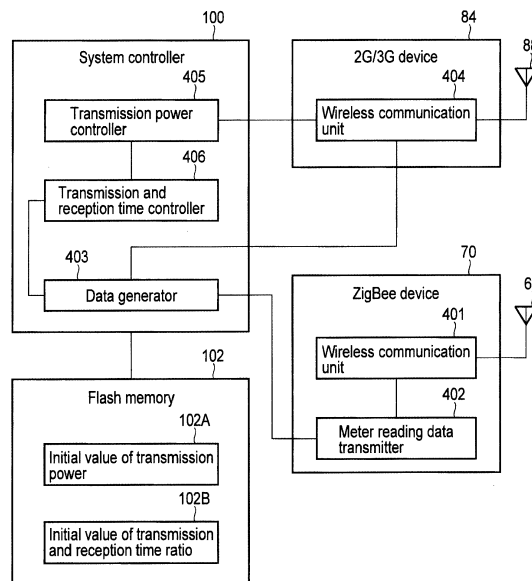 100
System controller
405
Transmission power
controller
406
Transmission and
reception time controller
403
Data generator
84
2G/3G device
404
Wireless communication
unit
70
ZigBee device
401
Wireless communication
unit
402
Meter reading data
transmitter
102
Flash memory
102A
Initial value of transmission
power
102B
Initial value of transmission
and reception time ratio